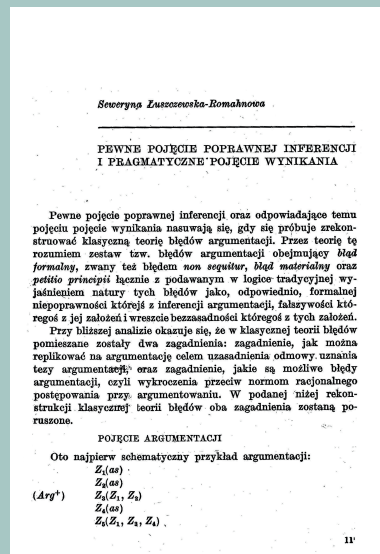 Seweryna Łuszczewska-Romahnowa
PEWNE POJĘCIE POPRAWNEJ INFERENCJI
I PRAGMATYCZNE POJĘCIE WYNIKANIA
Pewne pojęcie poprawnej inferencji oraz odpowiadające temu
pojęciu pojęcie wynikania nasuwają się, gdy się próbuje zrekon-
struować klasyczną teorię błędów argumentacji. Przez teorię tę
rozumiem zestaw tzw. błędów argumentacji obejmujący błąd
formalny, zwany też błędem non sequitur, błąd materialny oraz
petitio principii łącznie z podawanym w logice tradycyjnej wy-
jaśnieniem natury tych błędów jako, odpowiednio, formalnej
niepoprawności którejś z inferencji argumentacji, fałszywości któ-
regoś z jej założeń i wreszcie bezzasadności któregoś z tych założeń.
Przy bliższej analizie okazuje się, że w klasycznej teorii błędów
pomieszane zostały dwa zagadnienia: zagadnienie, jak można
replikować na argumentację celem uzasadnienia odmowy uznania
tezy argumentacji, oraz zagadnienie, jakie są możliwe błędy
argumentacji, czyli wykroczenia przeciw normom racjonalnego
postępowania przy argumentowaniu. W podanej niżej rekon-
strukcji klasycznej teorii błędów oba zagadnienia zostaną po-
ruszone.
POJĘCIE ARGUMENTACJI
Oto najpierw schematyczny przykład argumentacji:
Z₁(as)
Z₂(as)
(Arg⁺) Z₃(Z₁, Z₂)
Z₄(as)
Z₅(Z₁, Z₃, Z₄)
11*